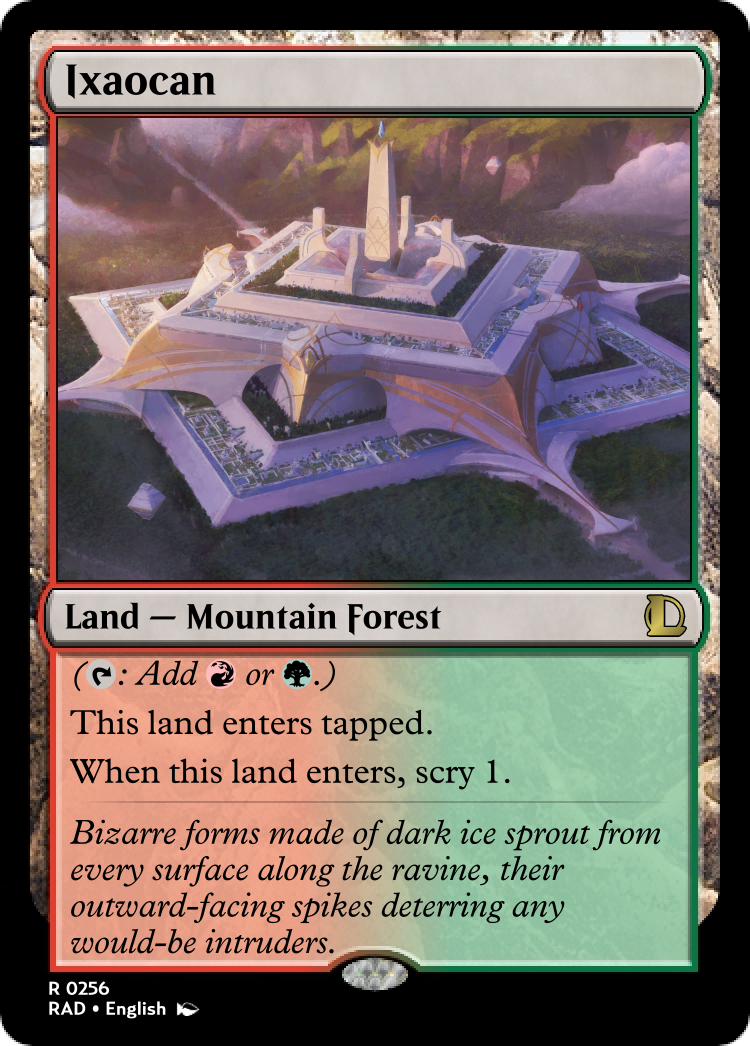 Ixaocan
Land — Mountain Forest
(: Add or .)
This land enters tapped.
When this land enters, scry 1.
Bizarre forms made of dark ice sprout from
every surface along the ravine, their
outward-facing spikes deterring any
would-be intruders.
R 0256
RAD • English